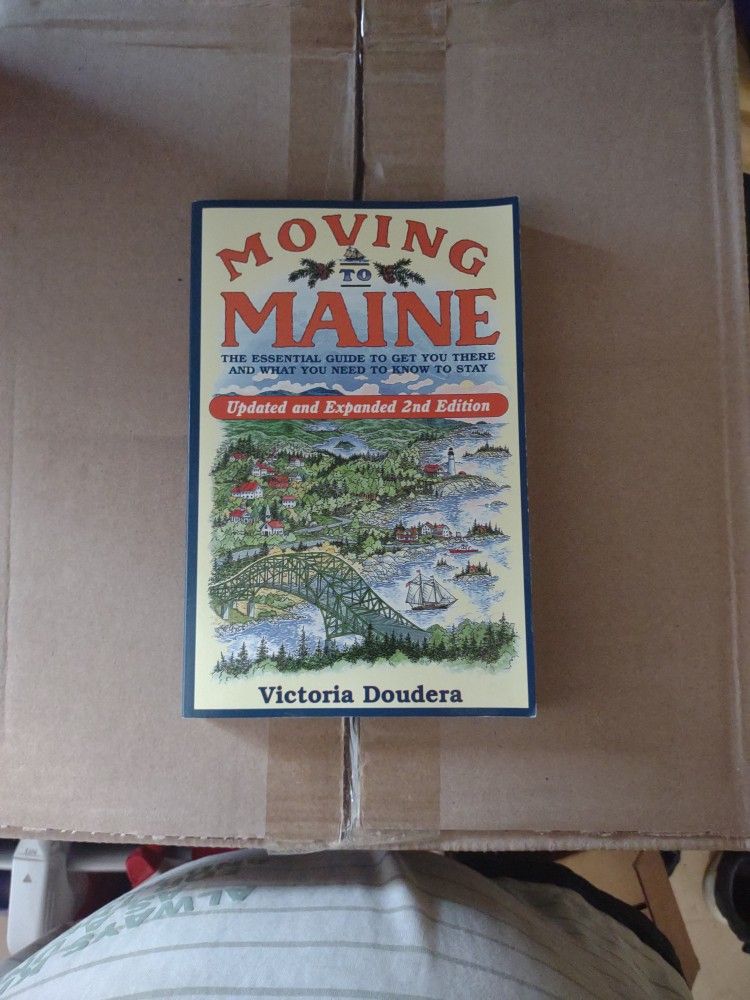 MOVING
TO
MAINE
THE ESSENTIAL GUIDE TO GET YOU THERE
AND WHAT YOU NEED TO KNOW TO STAY
Updated and Expanded 2nd Edition
Victoria Doudera
ALWAYS